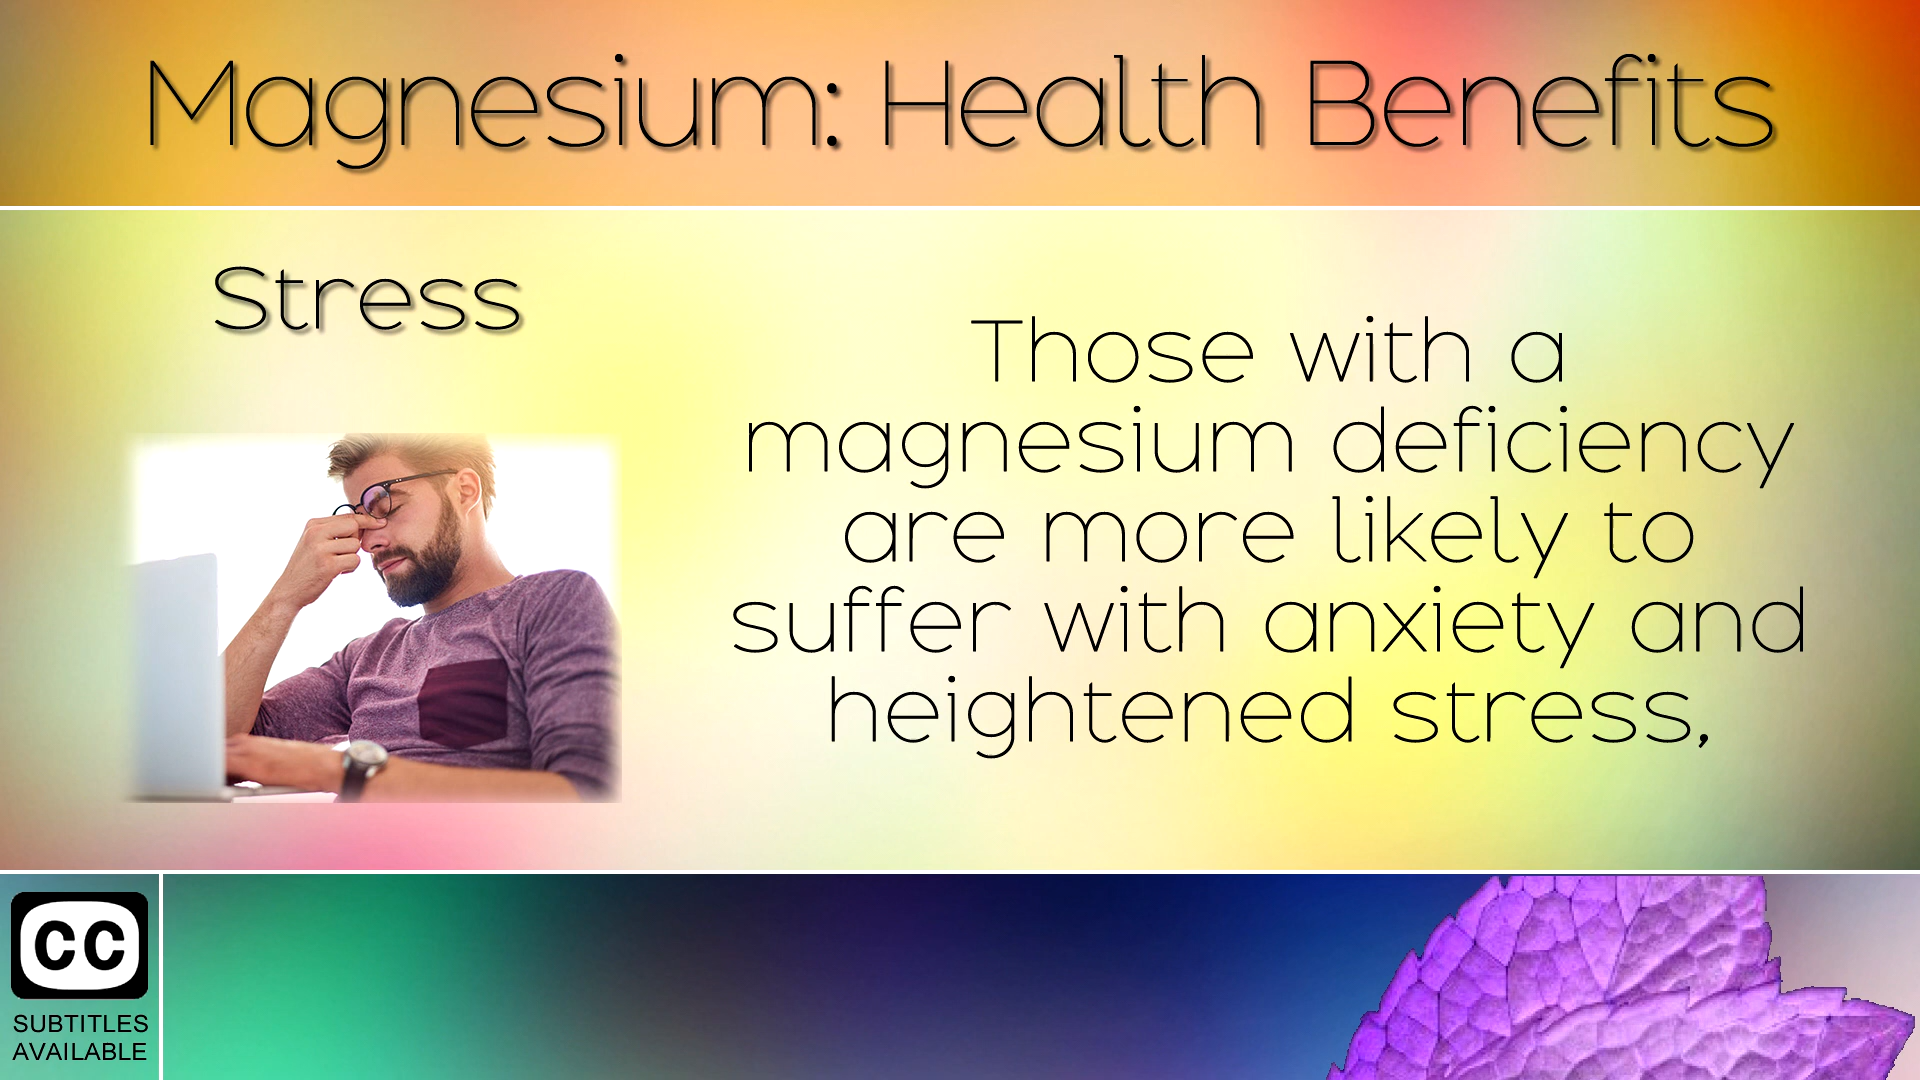 Magnesium: Health Benefits
Stress
Those with a
magnesium deficiency
are more likely to
suffer with anxiety and
heightened stress,
CC
SUBTITLES
AVAILABLE